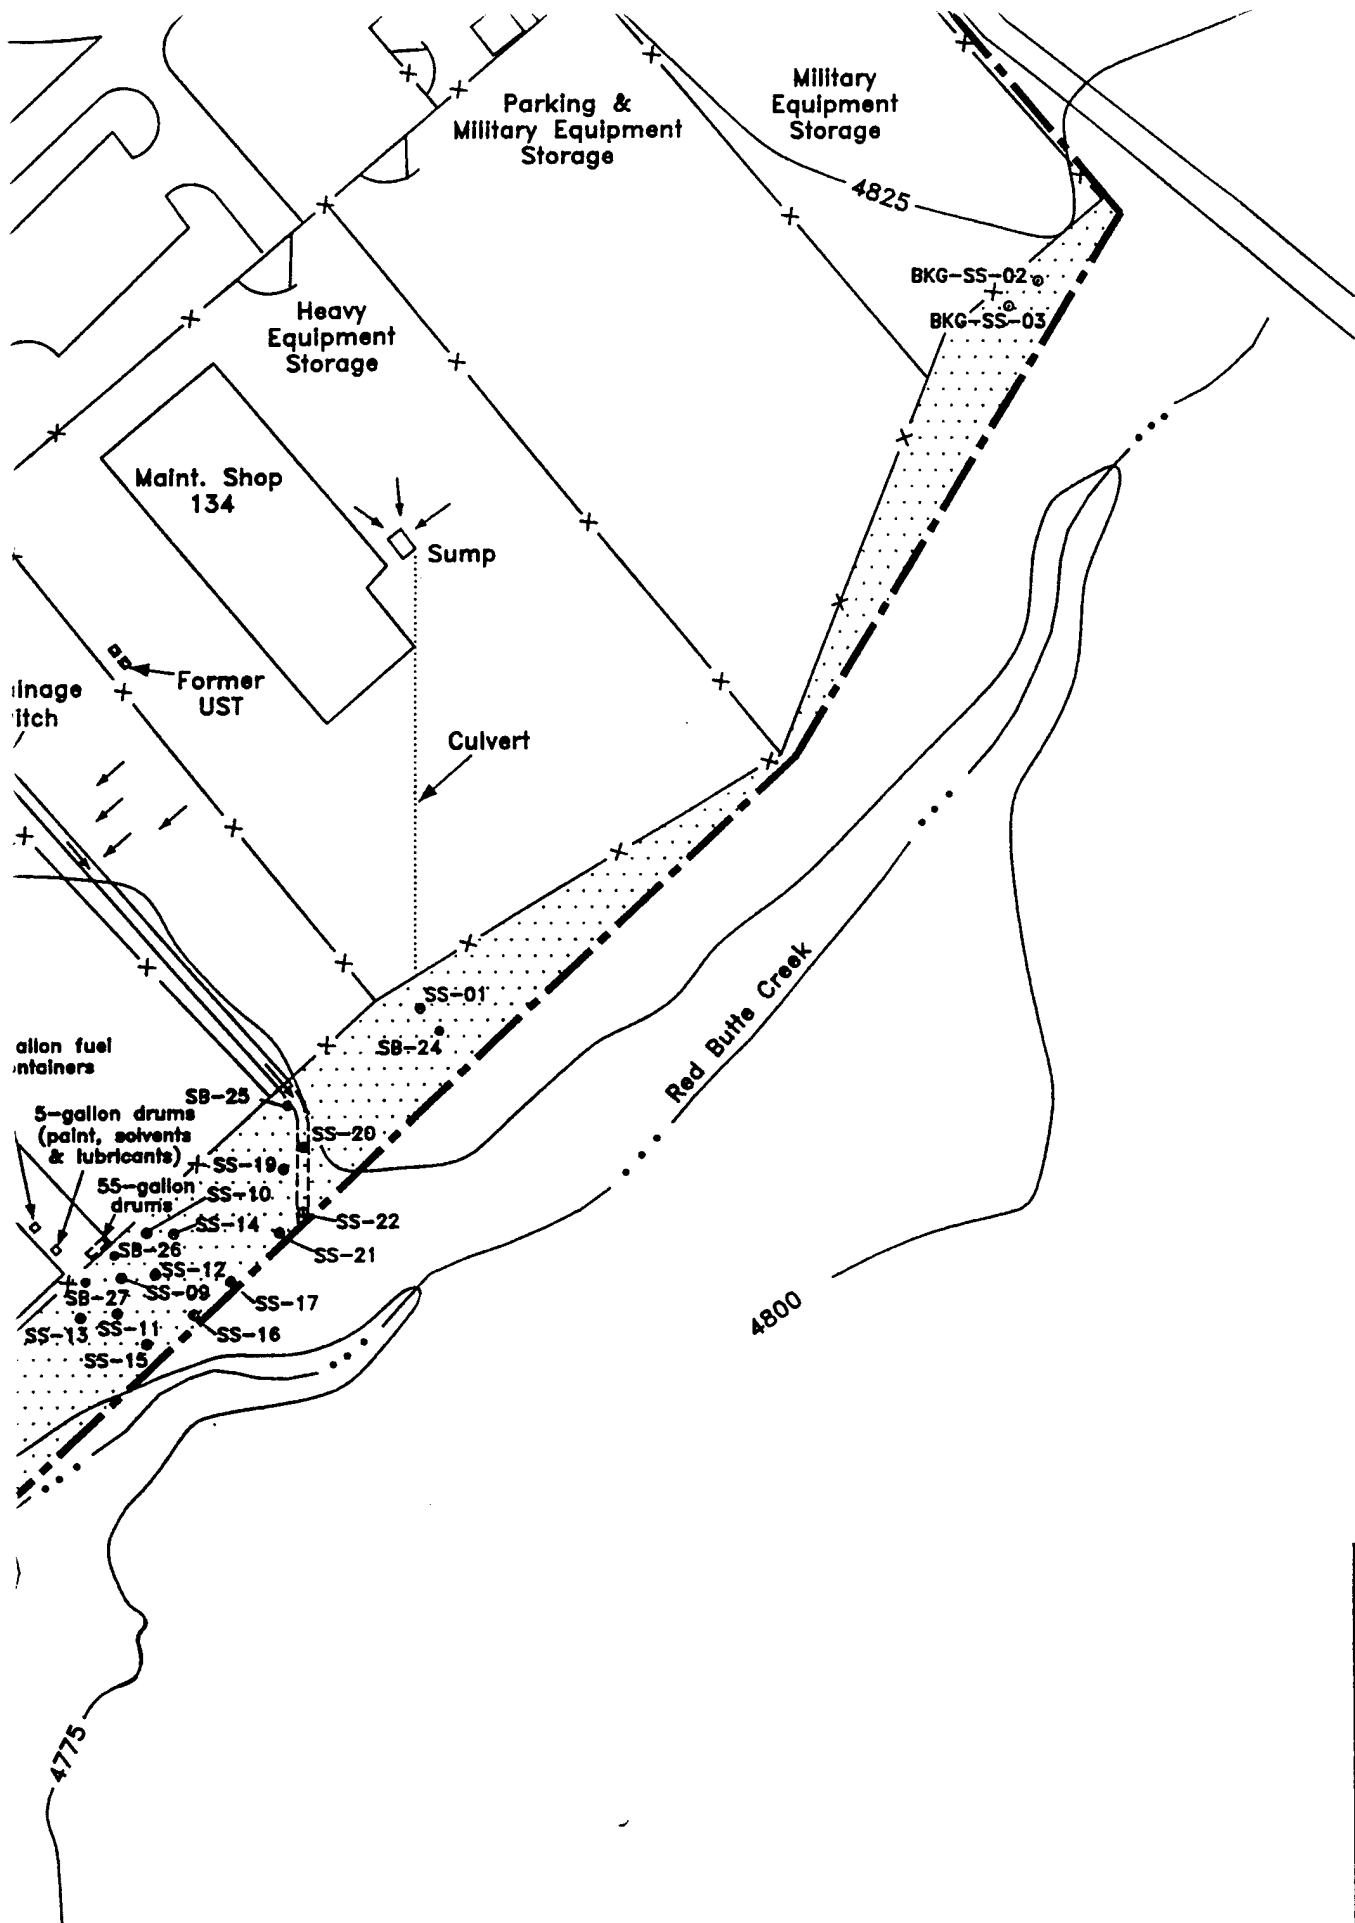 Military
Equipment
Storage
Parking &
Military Equipment
Storage
4825
BKG-SS-02
BKG-SS-03
Heavy
Equipment
Storage
Maint. Shop
134
Sump
Former
UST
inage
itch
Culvert
SS-01
SB-24
Red Butte Creek
allon fuel
ntainers
SB-25
5-gallon drums
(paint, solvents
& lubricants)
SS-20
SS-19
55-gallon
drums
SS-10
SS-14
SS-22
SB-26
SS-21
SS-12
SS-09
SB-27
SS-17
SS-13
SS-11
SS-16
SS-15
4800
4775